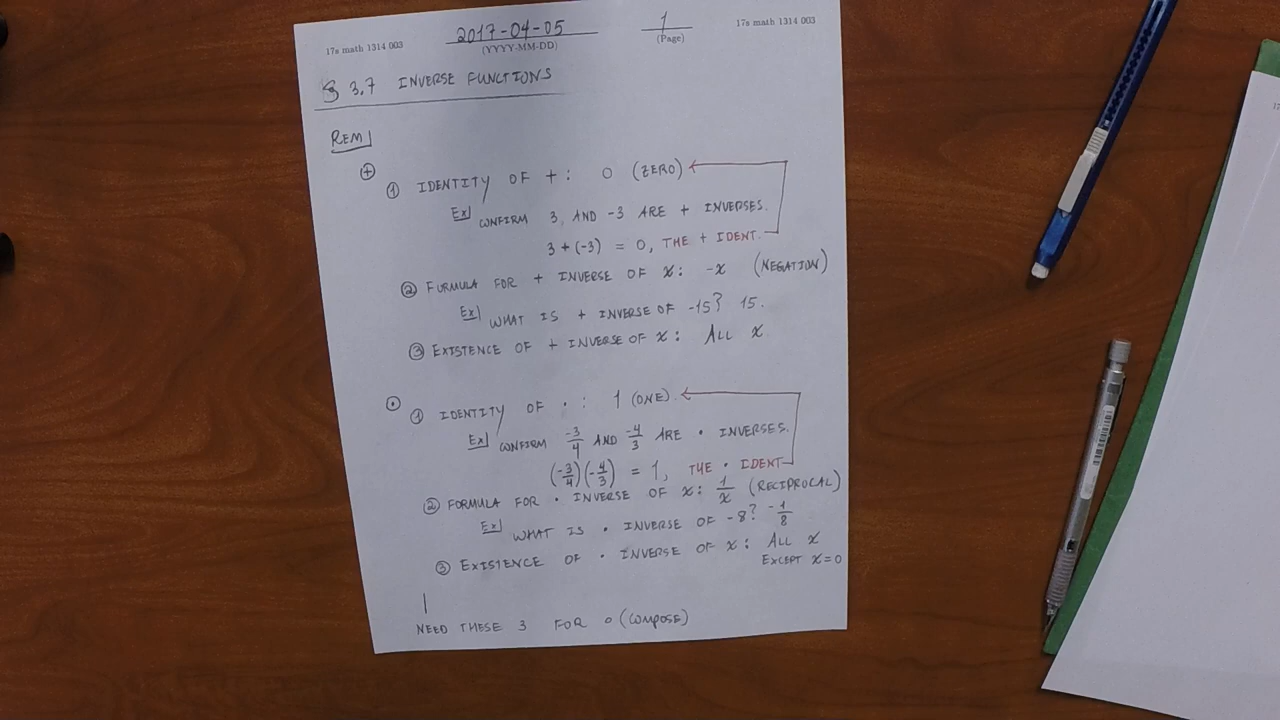 17s math 1314 003 2017-04-05 1 17s math 1314 003
(YYYY-MM-DD) (Page)
§ 3.7 INVERSE FUNCTIONS
REM
⊕
① IDENTITY OF + : 0 (ZERO)
Ex CONFIRM 3 AND -3 ARE + INVERSES.
3 + (-3) = 0, THE + IDENT.
② FORMULA FOR + INVERSE OF x: -x (NEGATION)
Ex WHAT IS + INVERSE OF -15? 15.
③ EXISTENCE OF + INVERSE OF x: ALL x
⊙
① IDENTITY OF · : 1 (ONE).
Ex CONFIRM -3/4 AND -4/3 ARE · INVERSES.
(-3/4)(-4/3) = 1, THE · IDENT
② FORMULA FOR · INVERSE OF x: 1/x (RECIPROCAL)
Ex WHAT IS · INVERSE OF -8? -1/8
③ EXISTENCE OF · INVERSE OF x: ALL x
EXCEPT x=0
NEED THESE 3 FOR ∘ (COMPOSE)